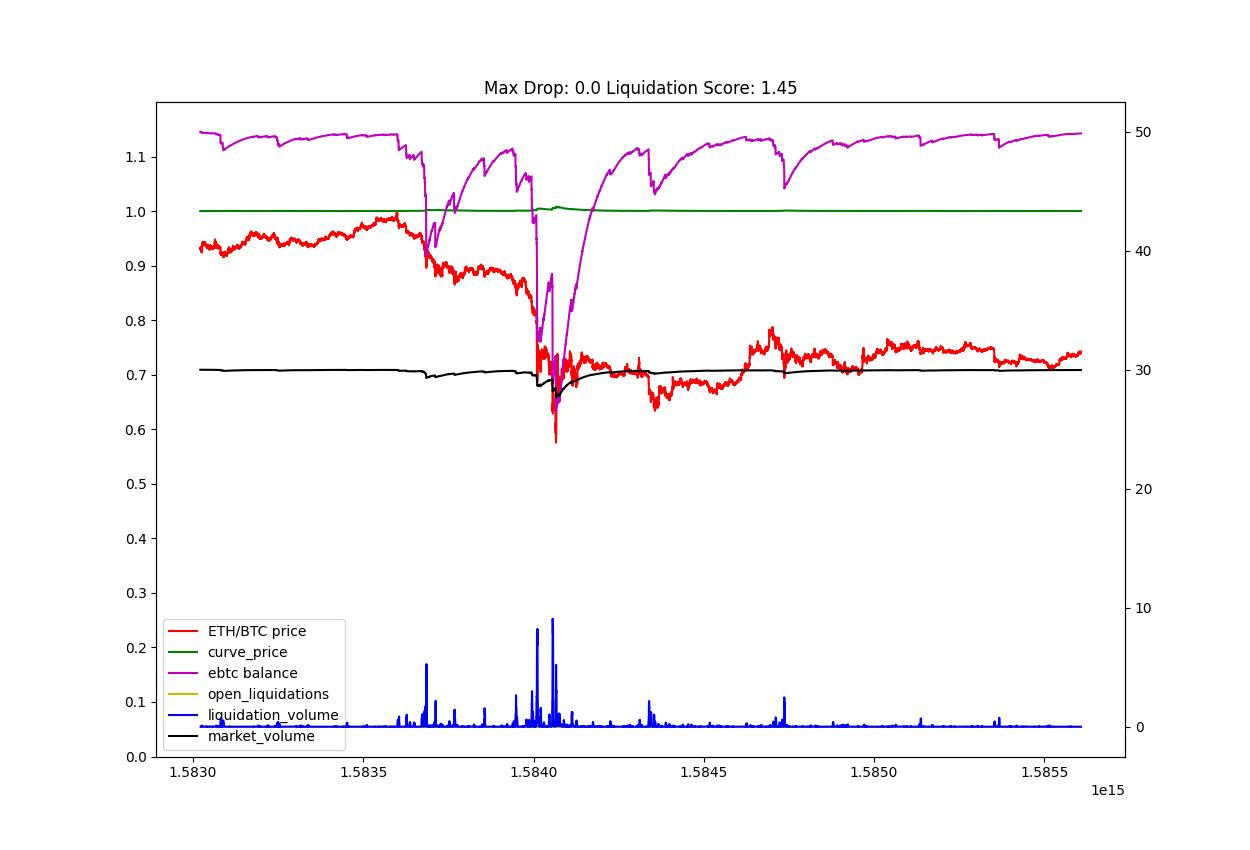 Max Drop: 0.0 Liquidation Score: 1.45
1.1
1.0
0.9
0.8
0.7
0.6
0.5
0.4
0.3
0.2
0.1
0.0
50
40
30
20
10
0
ETH/BTC price
curve_price
ebtc balance
open_liquidations
liquidation_volume
market_volume
1.5830 1.5835 1.5840 1.5845 1.5850 1.5855
1e15